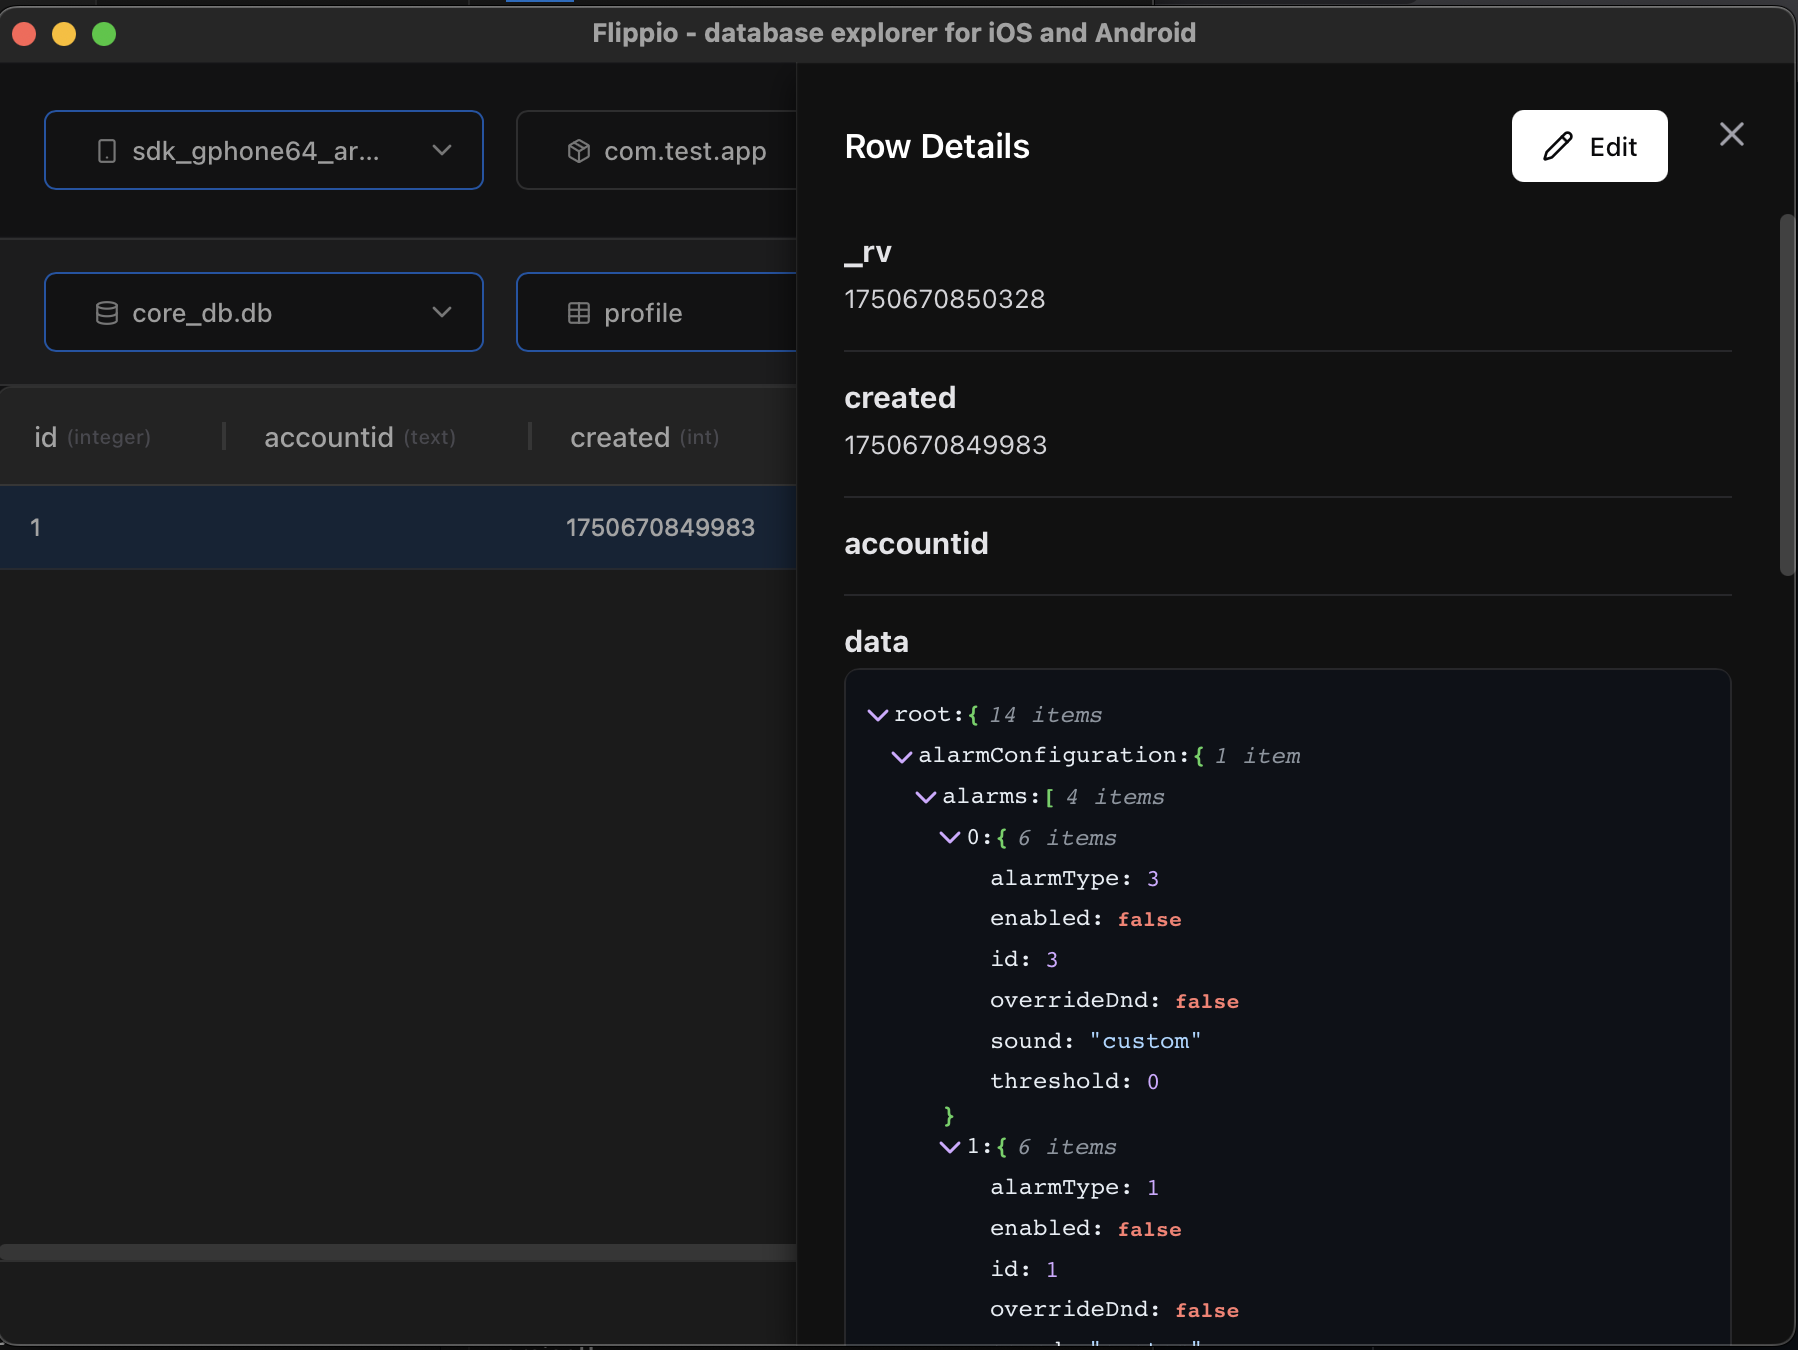 Flippio - database explorer for iOS and Android
sdk_gphone64_ar...
com.test.app
core_db.db
profile
id (integer)
accountid (text)
created (int)
1
1750670849983
Row Details
Edit
_rv
1750670850328
created
1750670849983
accountid
data
root:{ 14 items
alarmConfiguration:{ 1 item
alarms:[ 4 items
0:{ 6 items
alarmType: 3
enabled: false
id: 3
overrideDnd: false
sound: "custom"
threshold: 0
}
1:{ 6 items
alarmType: 1
enabled: false
id: 1
overrideDnd: false